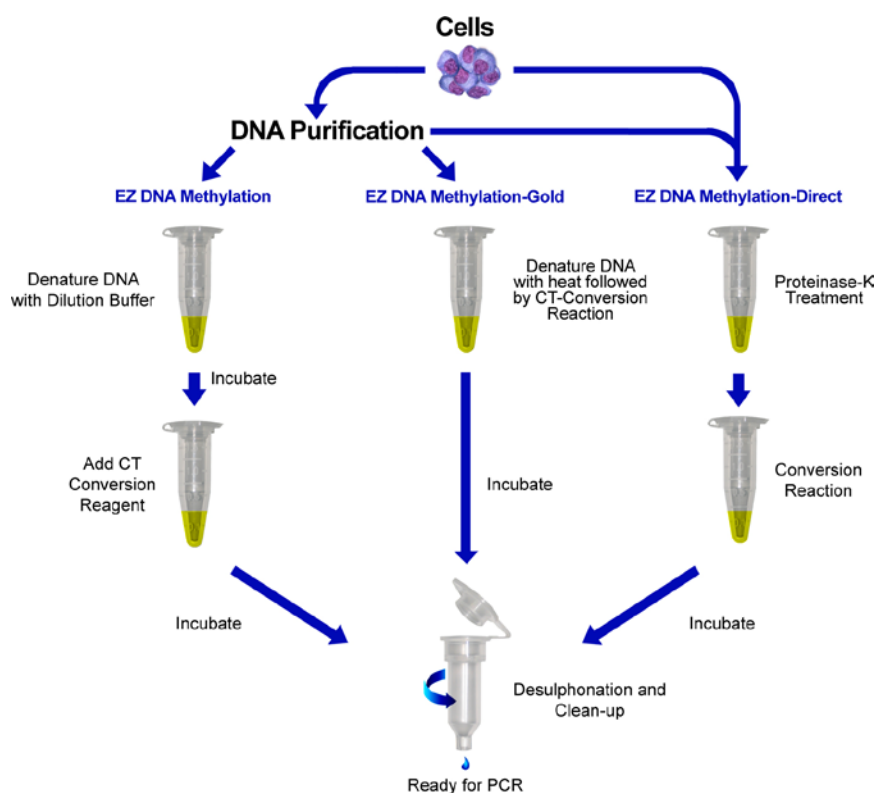 Cells
DNA Purification
EZ DNA Methylation
EZ DNA Methylation-Gold
EZ DNA Methylation-Direct
Denature DNA
with Dilution Buffer
Denature DNA
with heat followed
by CT-Conversion
Reaction
Proteinase-K
Treatment
Incubate
Add CT
Conversion
Reagent
Incubate
Conversion
Reaction
Incubate
Incubate
Desulphonation and
Clean-up
Ready for PCR